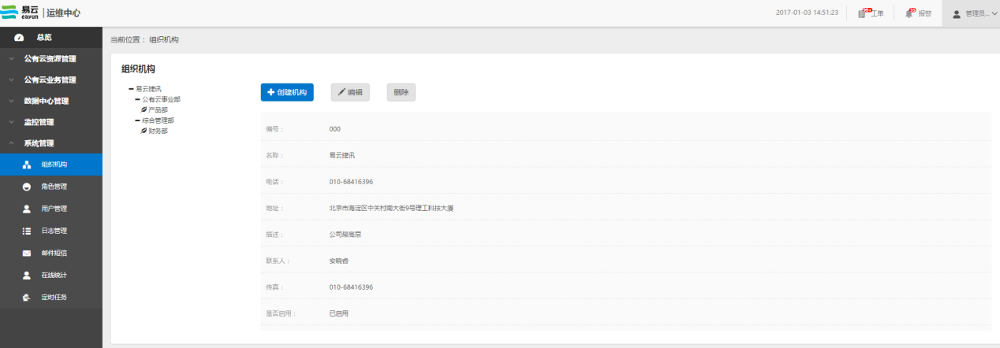 易云 eayun | 运维中心
2017-01-03 14:51:23 99+ 工单 35 报警 管理员...
总览
公有云资源管理
公有云业务管理
数据中心管理
监控管理
系统管理
组织机构
角色管理
用户管理
日志管理
邮件短信
在线统计
定时任务
当前位置： 组织机构
组织机构
易云捷讯
公有云事业部
产品部
综合管理部
财务部
创建机构 编辑 删除
编号： 000
名称： 易云捷讯
电话： 010-68416396
地址： 北京市海淀区中关村南大街9号理工科技大厦
描述： 公司最高层
联系人： 安晓睿
传真： 010-68416396
是否启用： 已启用